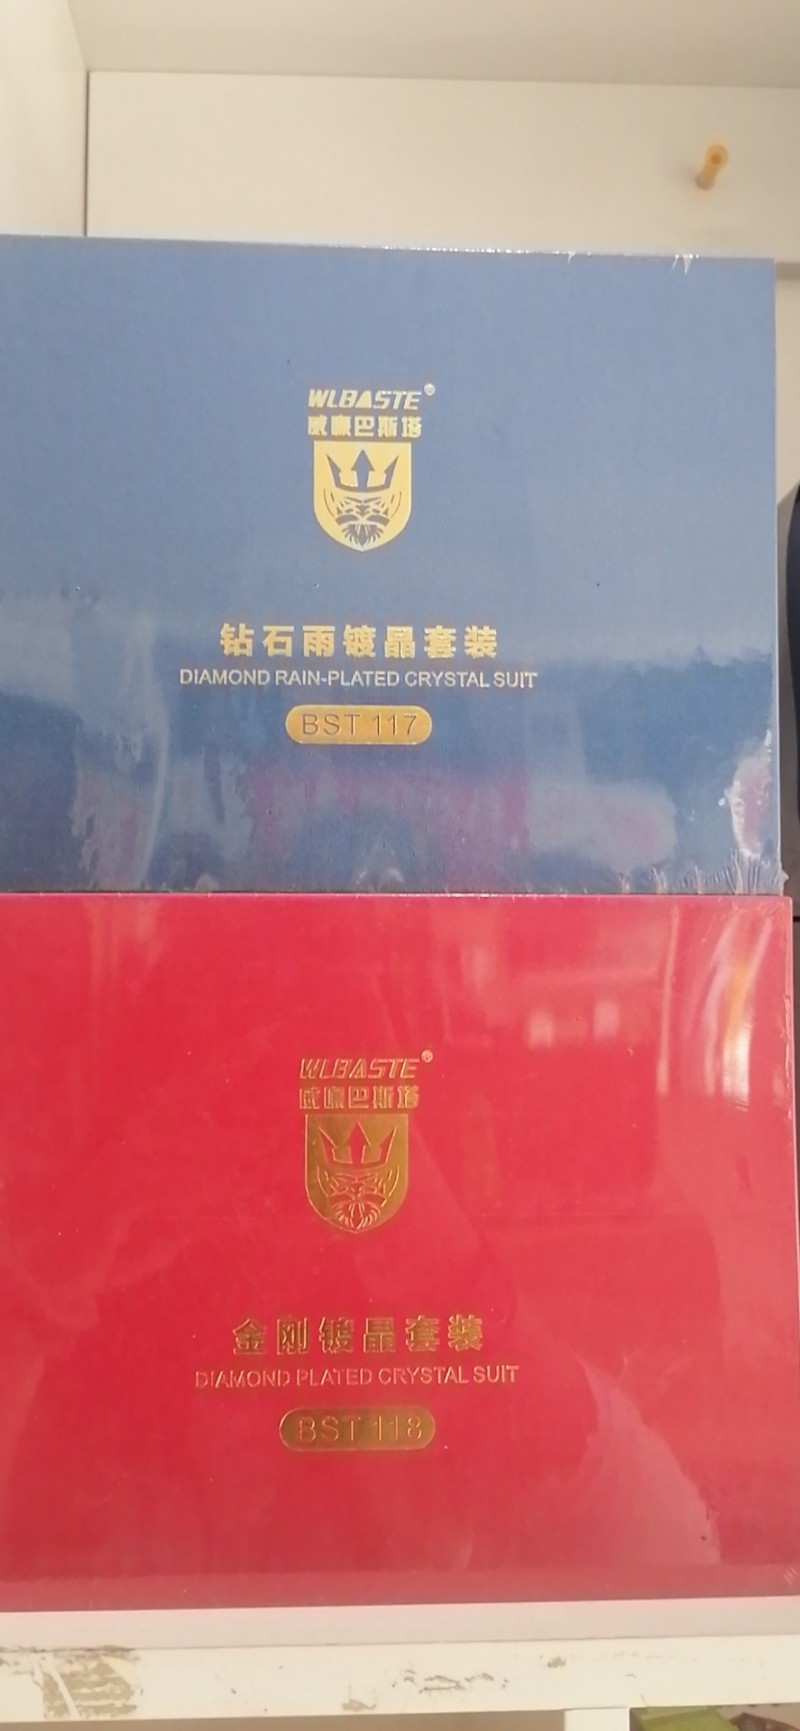 WLBASTE®
威廉巴斯塔
钻石雨镀晶套装
DIAMOND RAIN-PLATED CRYSTAL SUIT
BST 117
WLBASTE®
威廉巴斯塔
金刚镀晶套装
DIAMOND PLATED CRYSTAL SUIT
BST 118